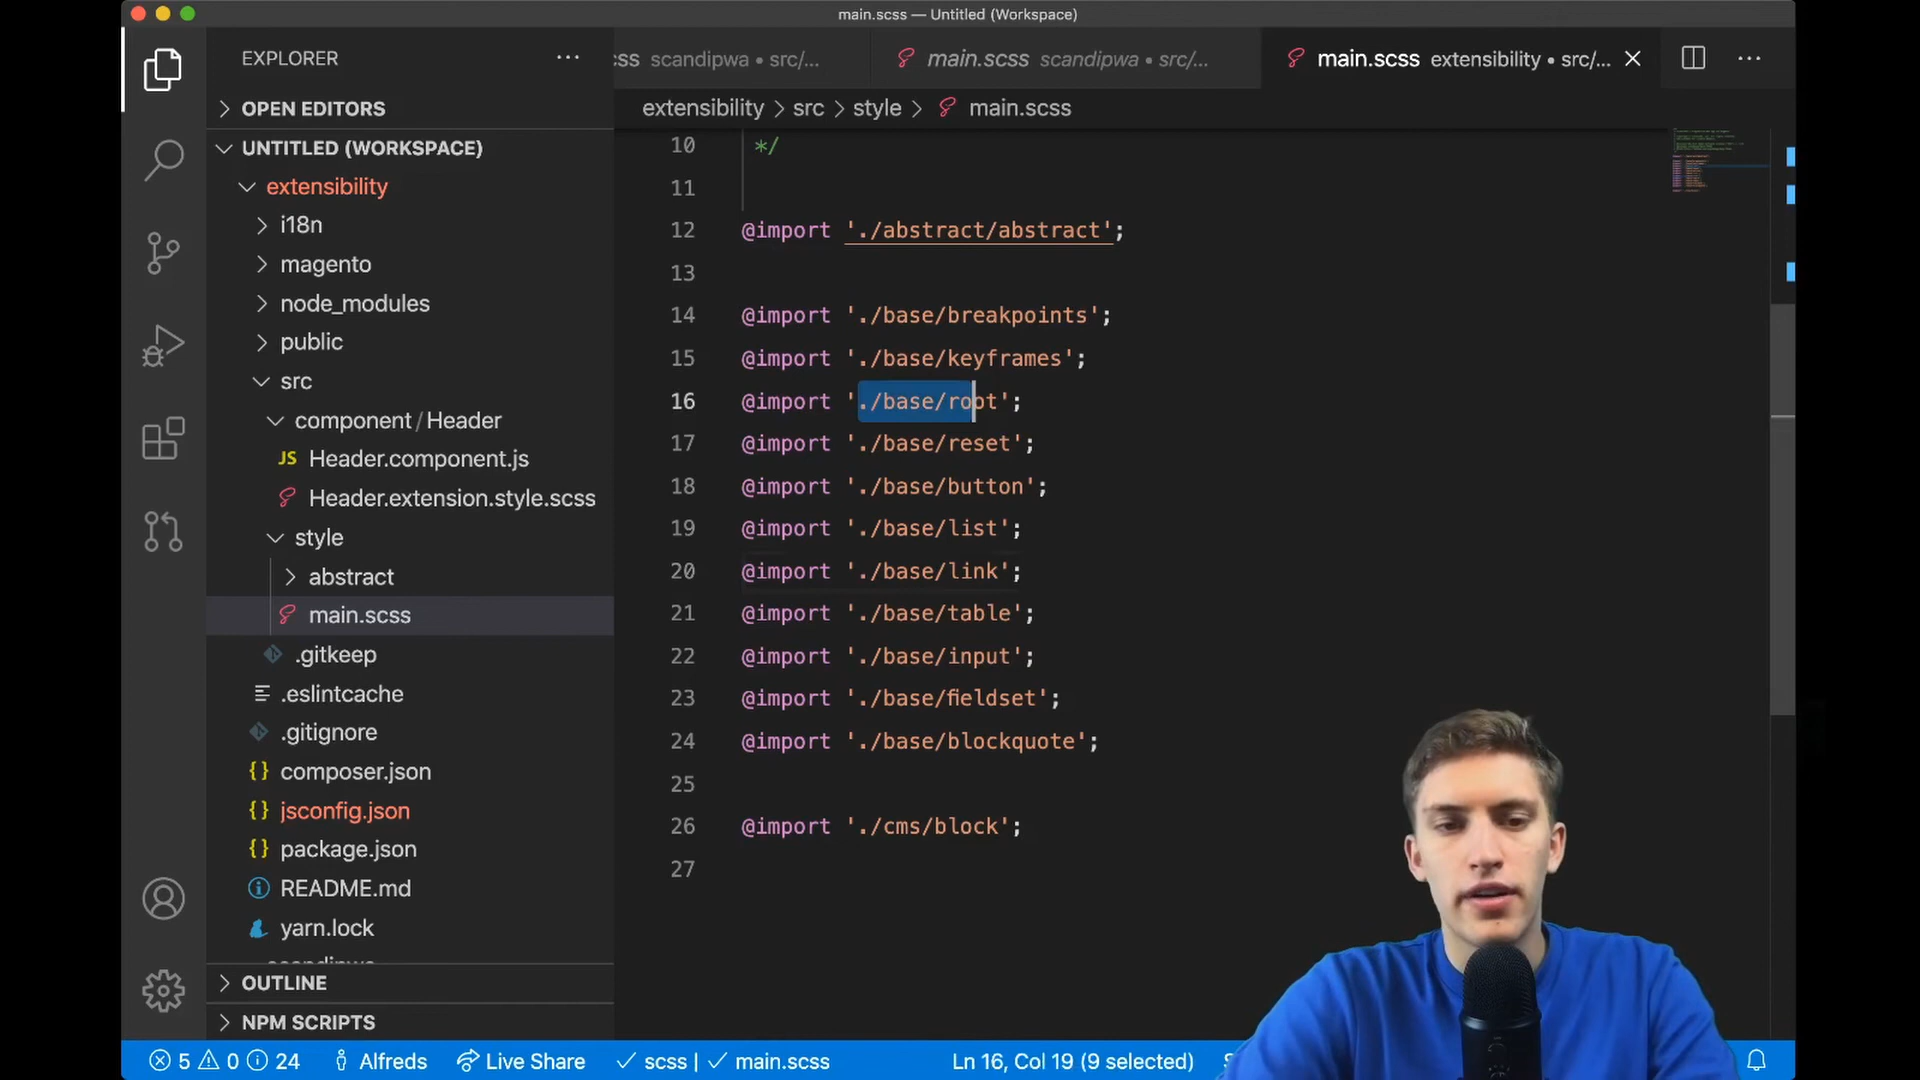 main.scss — Untitled (Workspace)
EXPLORER
css scandipwa • src/...
main.scss scandipwa • src/...
main.scss extensibility • src/...
OPEN EDITORS
extensibility > src > style > main.scss
UNTITLED (WORKSPACE)
extensibility
i18n
magento
node_modules
public
src
component/Header
JS Header.component.js
Header.extension.style.scss
style
abstract
main.scss
.gitkeep
.eslintcache
.gitignore
{} composer.json
{} jsconfig.json
{} package.json
README.md
yarn.lock
OUTLINE
NPM SCRIPTS
10 */
11
12 @import './abstract/abstract';
13
14 @import './base/breakpoints';
15 @import './base/keyframes';
16 @import './base/root';
17 @import './base/reset';
18 @import './base/button';
19 @import './base/list';
20 @import './base/link';
21 @import './base/table';
22 @import './base/input';
23 @import './base/fieldset';
24 @import './base/blockquote';
25
26 @import './cms/block';
27
5 0 24 Alfreds Live Share scss | main.scss Ln 16, Col 19 (9 selected)